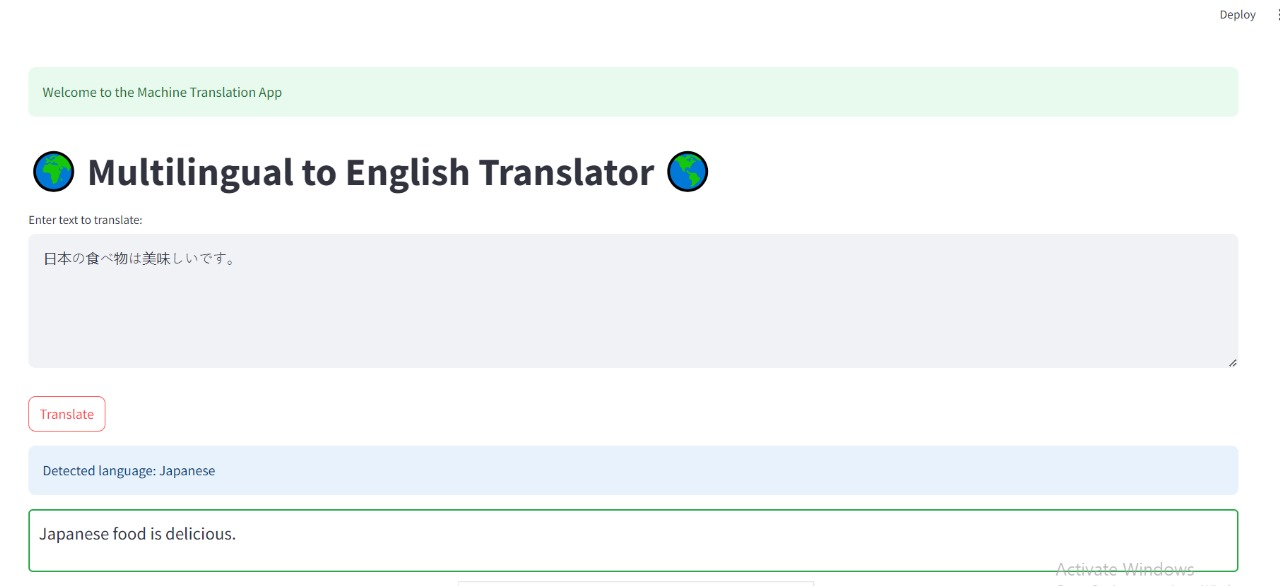 Deploy
Welcome to the Machine Translation App
Multilingual to English Translator
Enter text to translate:
日本の食べ物は美味しいです。
Translate
Detected language: Japanese
Japanese food is delicious.
Activate Windows